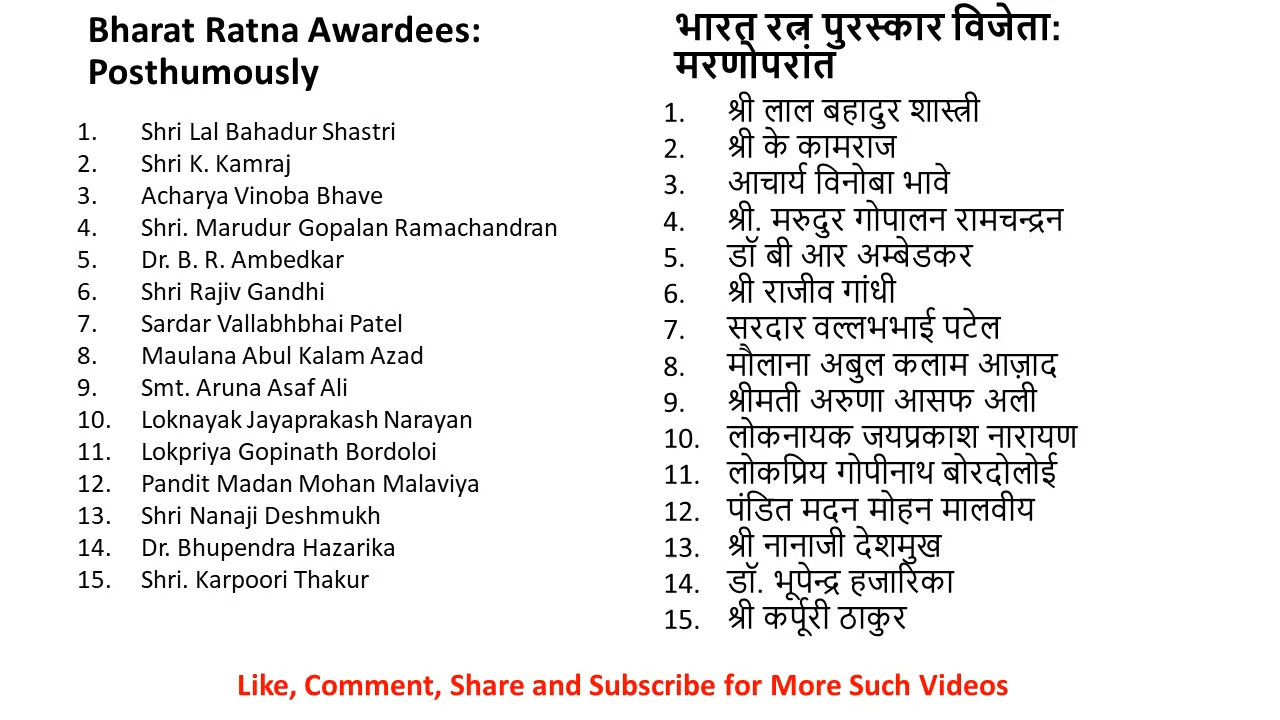 Bharat Ratna Awardees:
Posthumously
1. Shri Lal Bahadur Shastri
2. Shri K. Kamraj
3. Acharya Vinoba Bhave
4. Shri. Marudur Gopalan Ramachandran
5. Dr. B. R. Ambedkar
6. Shri Rajiv Gandhi
7. Sardar Vallabhbhai Patel
8. Maulana Abul Kalam Azad
9. Smt. Aruna Asaf Ali
10. Loknayak Jayaprakash Narayan
11. Lokpriya Gopinath Bordoloi
12. Pandit Madan Mohan Malaviya
13. Shri Nanaji Deshmukh
14. Dr. Bhupendra Hazarika
15. Shri. Karpoori Thakur
भारत रत्न पुरस्कार विजेता:
मरणोपरांत
1. श्री लाल बहादुर शास्त्री
2. श्री के कामराज
3. आचार्य विनोबा भावे
4. श्री. मरुदुर गोपालन रामचन्द्रन
5. डॉ बी आर अम्बेडकर
6. श्री राजीव गांधी
7. सरदार वल्लभभाई पटेल
8. मौलाना अबुल कलाम आज़ाद
9. श्रीमती अरुणा आसफ अली
10. लोकनायक जयप्रकाश नारायण
11. लोकप्रिय गोपीनाथ बोरदोलोई
12. पंडित मदन मोहन मालवीय
13. श्री नानाजी देशमुख
14. डॉ. भूपेन्द्र हजारिका
15. श्री कर्पूरी ठाकुर
Like, Comment, Share and Subscribe for More Such Videos